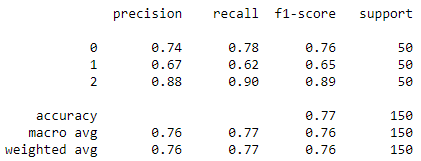 precision recall f1-score support
0 0.74 0.78 0.76 50
1 0.67 0.62 0.65 50
2 0.88 0.90 0.89 50
accuracy 0.77 150
macro avg 0.76 0.77 0.76 150
weighted avg 0.76 0.77 0.76 150